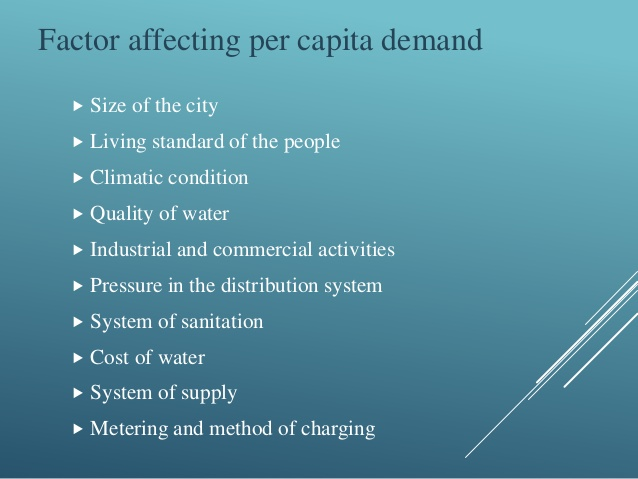 Factor affecting per capita demand
Size of the city
Living standard of the people
Climatic condition
Quality of water
Industrial and commercial activities
Pressure in the distribution system
System of sanitation
Cost of water
System of supply
Metering and method of charging